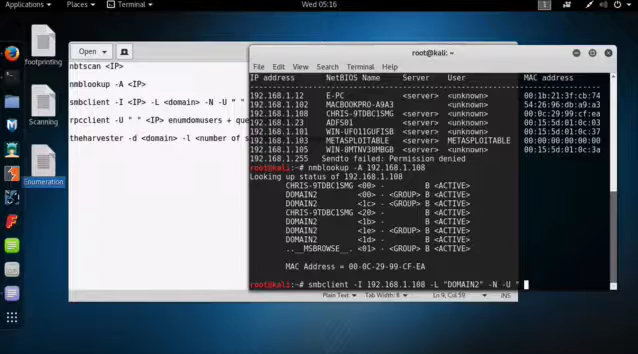 Applications ▾ Places ▾ Terminal ▾ Wed 05:16 1
footprinting
Scanning
enumeration
Open ▾
nbtscan <IP>
nmblookup -A <IP>
smbclient -I <IP> -L <domain> -N -U " "
rpcclient -U " " <IP> enumdomusers + que
theharvester -d <domain> -l <number of s
Plain Text ▾ Tab Width: 8 ▾ Ln 9, Col 59 ▾ INS
root@kali: ~
File Edit View Search Terminal Help
IP address NetBIOS Name Server User MAC address
192.168.1.12 E-PC <server> <unknown> 00:1b:21:3f:cb:74
192.168.1.102 MACBOOKPRO-A9A3 <unknown> 54:26:96:db:a9:a3
192.168.1.108 CHRIS-9TDBC1SMG <server> <unknown> 00:0c:29:99:cf:ea
192.168.1.23 ADFS01 <server> <unknown> 00:15:5d:01:0c:03
192.168.1.101 WIN-UFO11GUFISB <server> <unknown> 00:15:5d:01:0c:37
192.168.1.103 METASPLOITABLE <server> METASPLOITABLE 00:00:00:00:00:00
192.168.1.105 WIN-8MTNV38MBGB <server> <unknown> 00:15:5d:01:0c:3a
192.168.1.255 Sendto failed: Permission denied
root@kali:~# nmblookup -A 192.168.1.108
Looking up status of 192.168.1.108
CHRIS-9TDBC1SMG <00> - B <ACTIVE>
DOMAIN2 <00> - <GROUP> B <ACTIVE>
DOMAIN2 <1c> - <GROUP> B <ACTIVE>
CHRIS-9TDBC1SMG <20> - B <ACTIVE>
DOMAIN2 <1b> - B <ACTIVE>
DOMAIN2 <1e> - <GROUP> B <ACTIVE>
DOMAIN2 <1d> - B <ACTIVE>
..__MSBROWSE__. <01> - <GROUP> B <ACTIVE>
MAC Address = 00-0C-29-99-CF-EA
root@kali:~# smbclient -I 192.168.1.108 -L "DOMAIN2" -N -U "